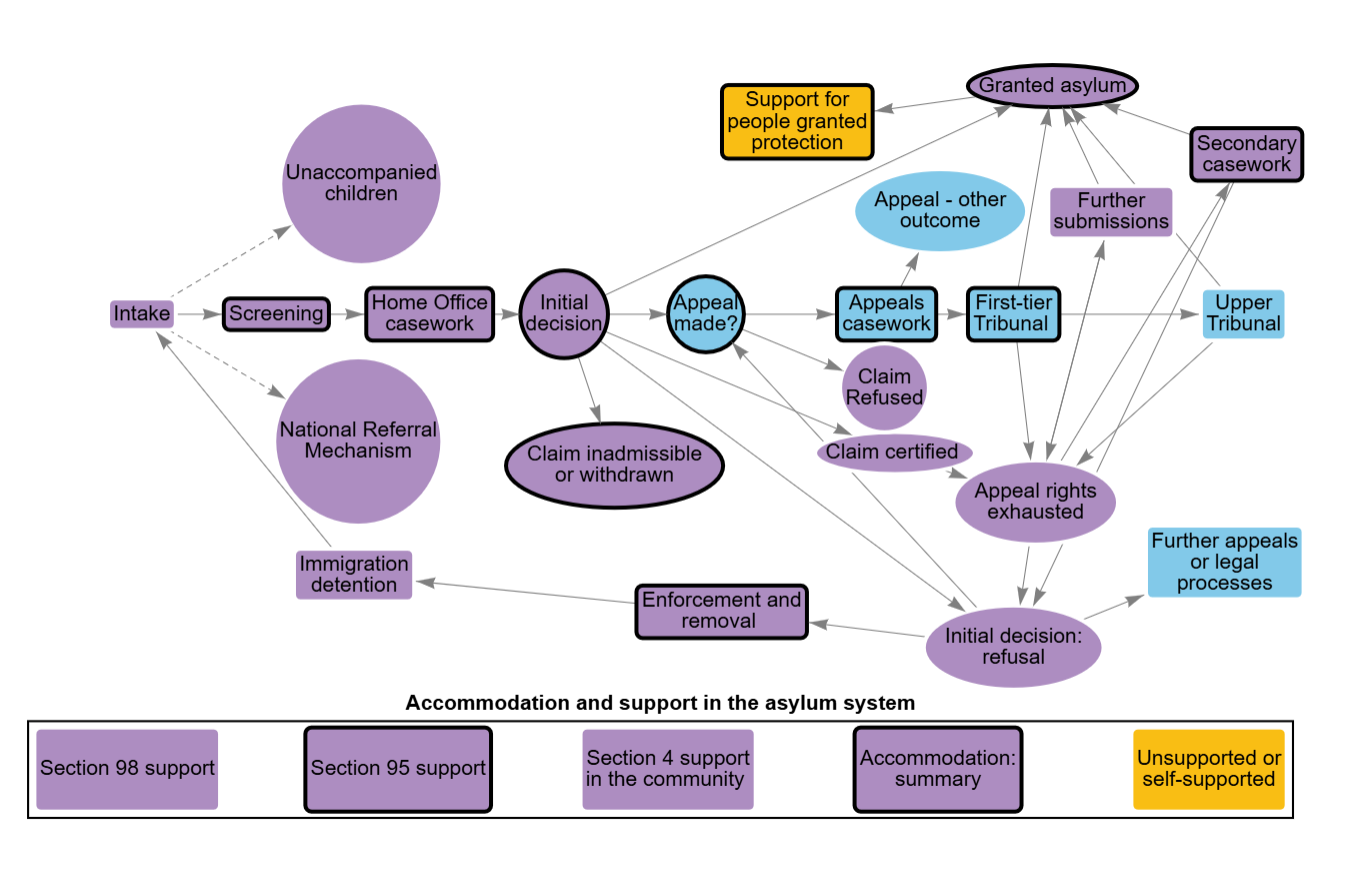 Granted asylum
Support for
people granted
protection
Secondary
casework
Unaccompanied
children
Appeal - other
outcome
Further
submissions
Intake
Screening
Home Office
casework
Initial
decision
Appeal
made?
Appeals
casework
First-tier
Tribunal
Upper
Tribunal
Claim
Refused
National Referral
Mechanism
Claim inadmissible
or withdrawn
Claim certified
Appeal rights
exhausted
Immigration
detention
Further appeals
or legal
processes
Enforcement and
removal
Initial decision:
refusal
Accommodation and support in the asylum system
Section 98 support
Section 95 support
Section 4 support
in the community
Accommodation:
summary
Unsupported or
self-supported